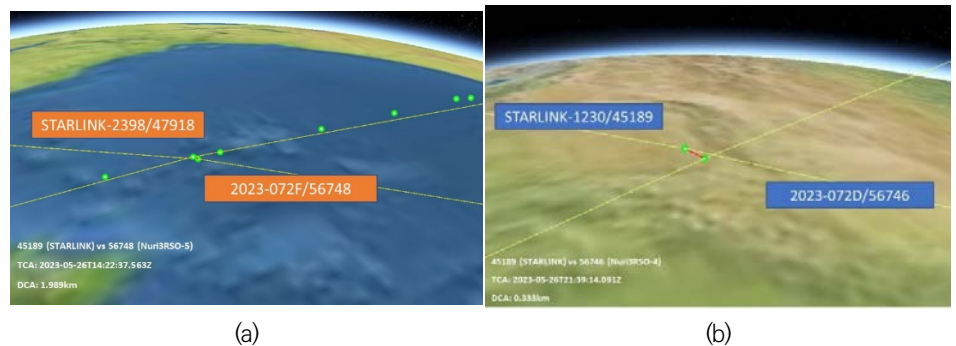 STARLINK-2398/47918
2023-072F/56748
45189 (STARLINK) vs 56748 (Nuri3RSO-5)
TCA: 2023-05-26T14:22:37.563Z
DCA: 1.989km
(a)
STARLINK-1230/45189
2023-072D/56746
45189 (STARLINK) vs 56746 (Nuri3RSO-4)
TCA: 2023-05-26T21:39:14.091Z
DCA: 0.333km
(b)